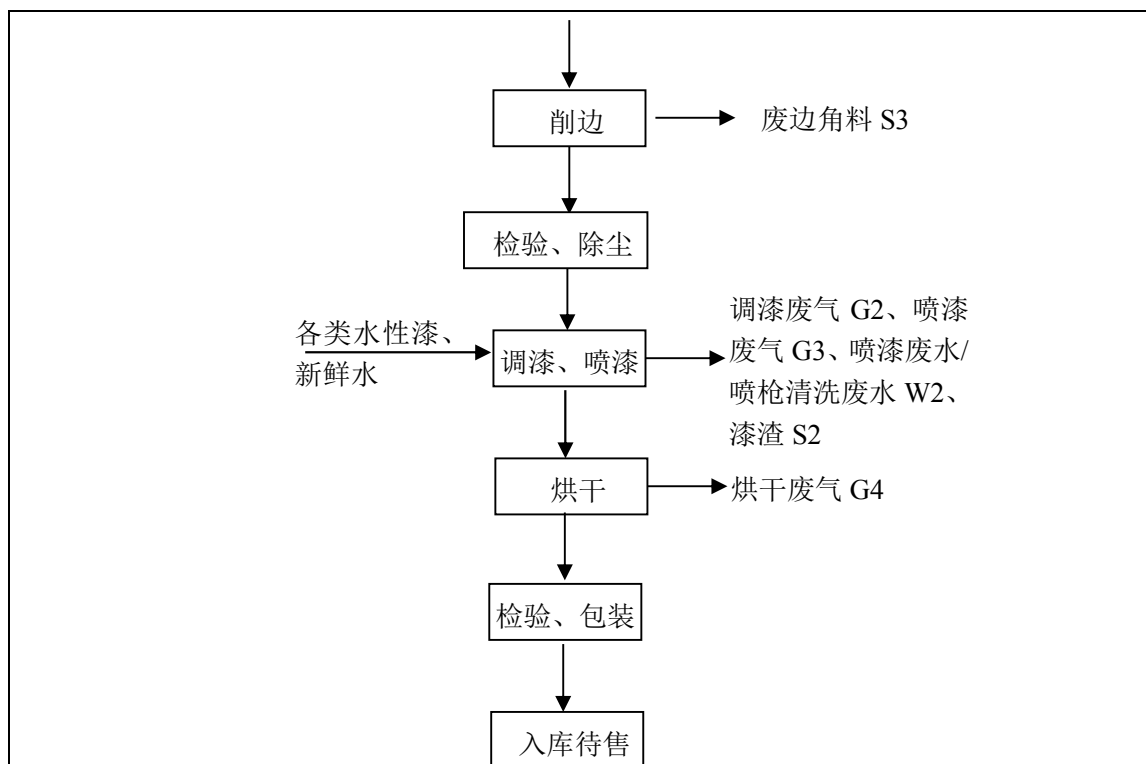 削边
废边角料 S3
检验、除尘
各类水性漆、
新鲜水
调漆、喷漆
调漆废气 G2、喷漆
废气 G3、喷漆废水/
喷枪清洗废水 W2、
漆渣 S2
烘干
烘干废气 G4
检验、包装
入库待售